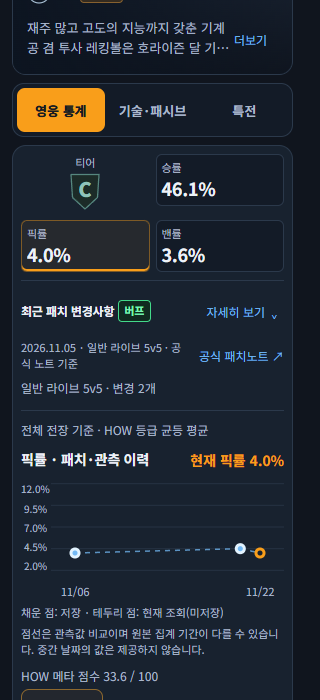 재주 많고 고도의 지능까지 갖춘 기계
공 겸 투사 레킹볼은 호라이즌 달 기… 더보기
영웅 통계 기술·패시브 특전
티어
C
승률
46.1%
픽률
4.0%
밴률
3.6%
최근 패치 변경사항 버프 자세히 보기 ⌄
2026.11.05 · 일반 라이브 5v5 · 공
식 노트 기준
공식 패치노트 ↗
일반 라이브 5v5 · 변경 2개
전체 전장 기준 · HOW 등급 균등 평균
픽률 · 패치·관측 이력 현재 픽률 4.0%
12.0%
9.5%
7.0%
4.5%
2.0%
11/06 11/22
채운 점: 저장 · 테두리 점: 현재 조회(미저장)
점선은 관측값 비교이며 원본 집계 기간이 다를 수 있습니
다. 중간 날짜의 값은 제공하지 않습니다.
HOW 메타 점수 33.6 / 100